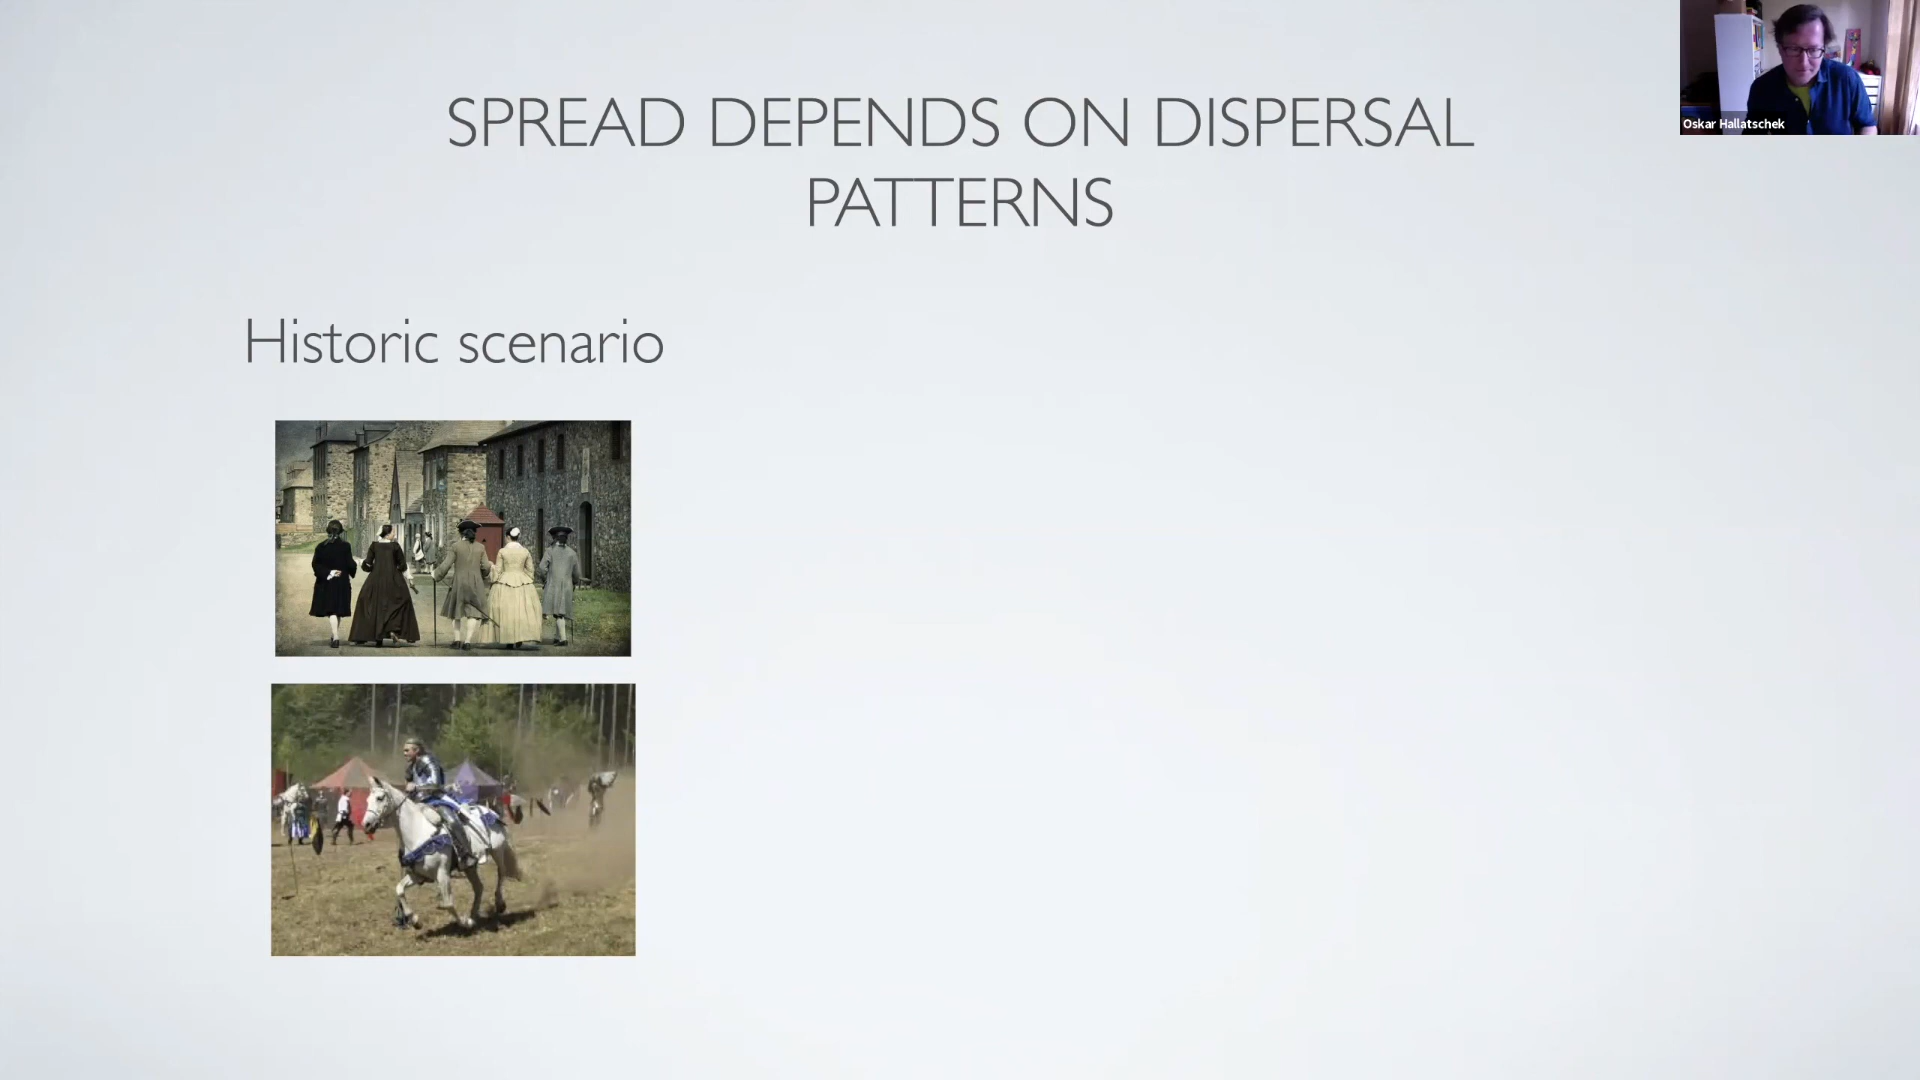 SPREAD DEPENDS ON DISPERSAL
PATTERNS
Oskar Hallatschek
Historic scenario